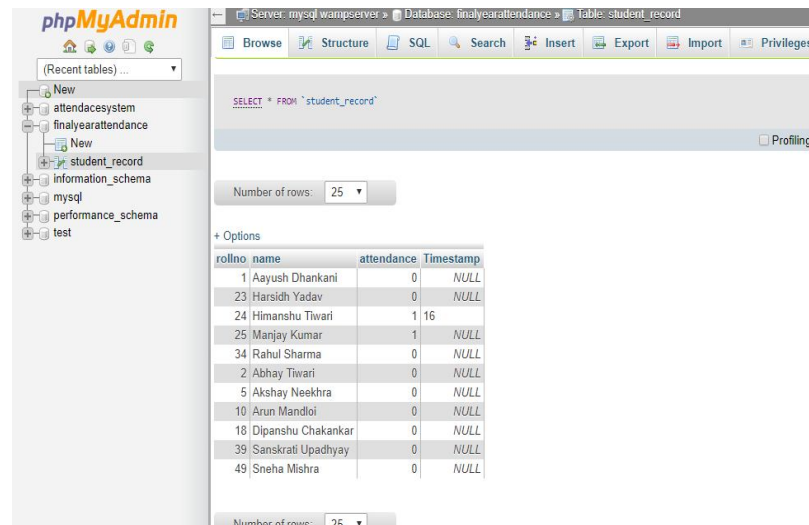 phpMyAdmin
(Recent tables) ...
New
attendacesystem
finalyearattendance
New
student_record
information_schema
mysql
performance_schema
test
Server: mysql wampserver » Database: finalyearattendance » Table: student_record
Browse Structure SQL Search Insert Export Import Privileges
SELECT * FROM `student_record`
Profiling
Number of rows: 25
+ Options
rollno name attendance Timestamp
1 Aayush Dhankani 0 NULL
23 Harsidh Yadav 0 NULL
24 Himanshu Tiwari 1 16
25 Manjay Kumar 1 NULL
34 Rahul Sharma 0 NULL
2 Abhay Tiwari 0 NULL
5 Akshay Neekhra 0 NULL
10 Arun Mandloi 0 NULL
18 Dipanshu Chakankar 0 NULL
39 Sanskrati Upadhyay 0 NULL
49 Sneha Mishra 0 NULL
Number of rows: 25